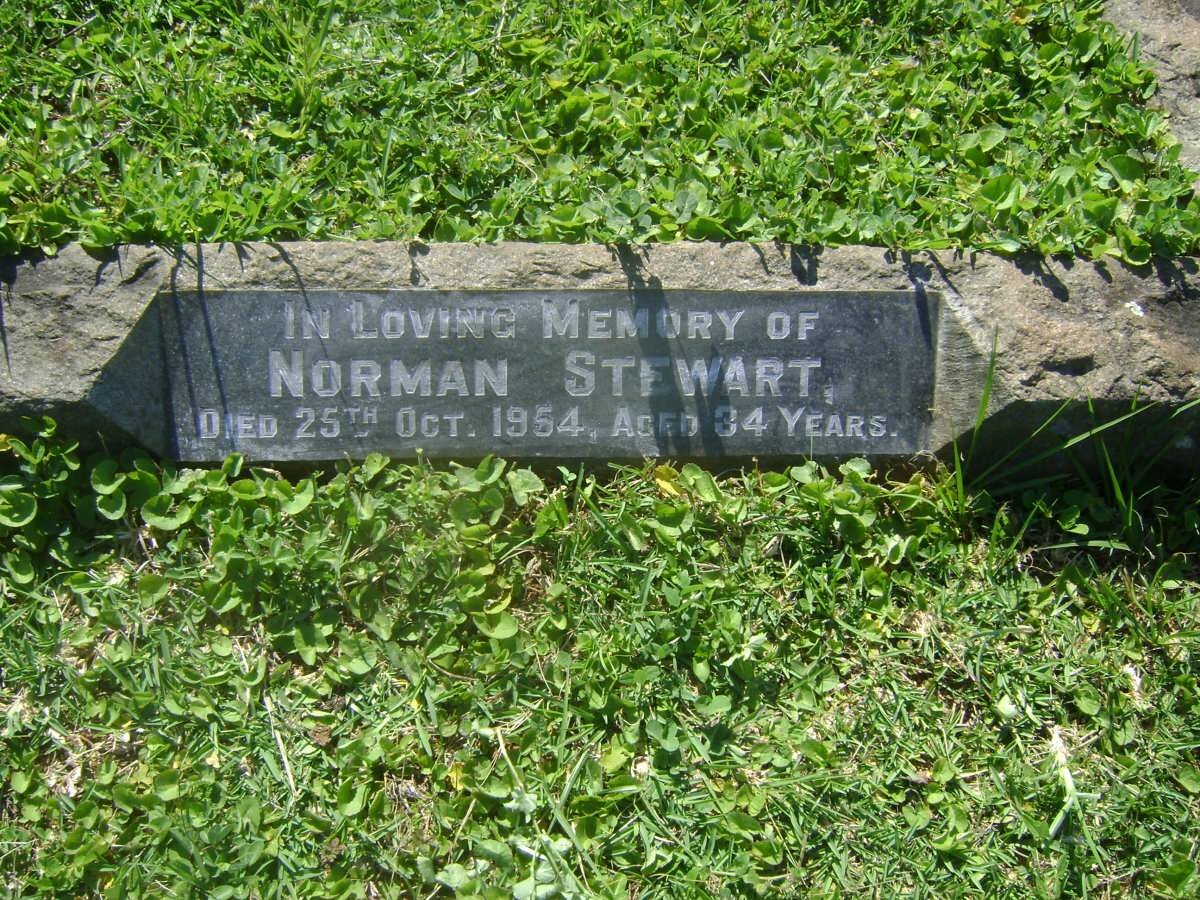 In Loving Memory of
Norman Stewart,
Died 25th Oct. 1954, Aged 34 Years.